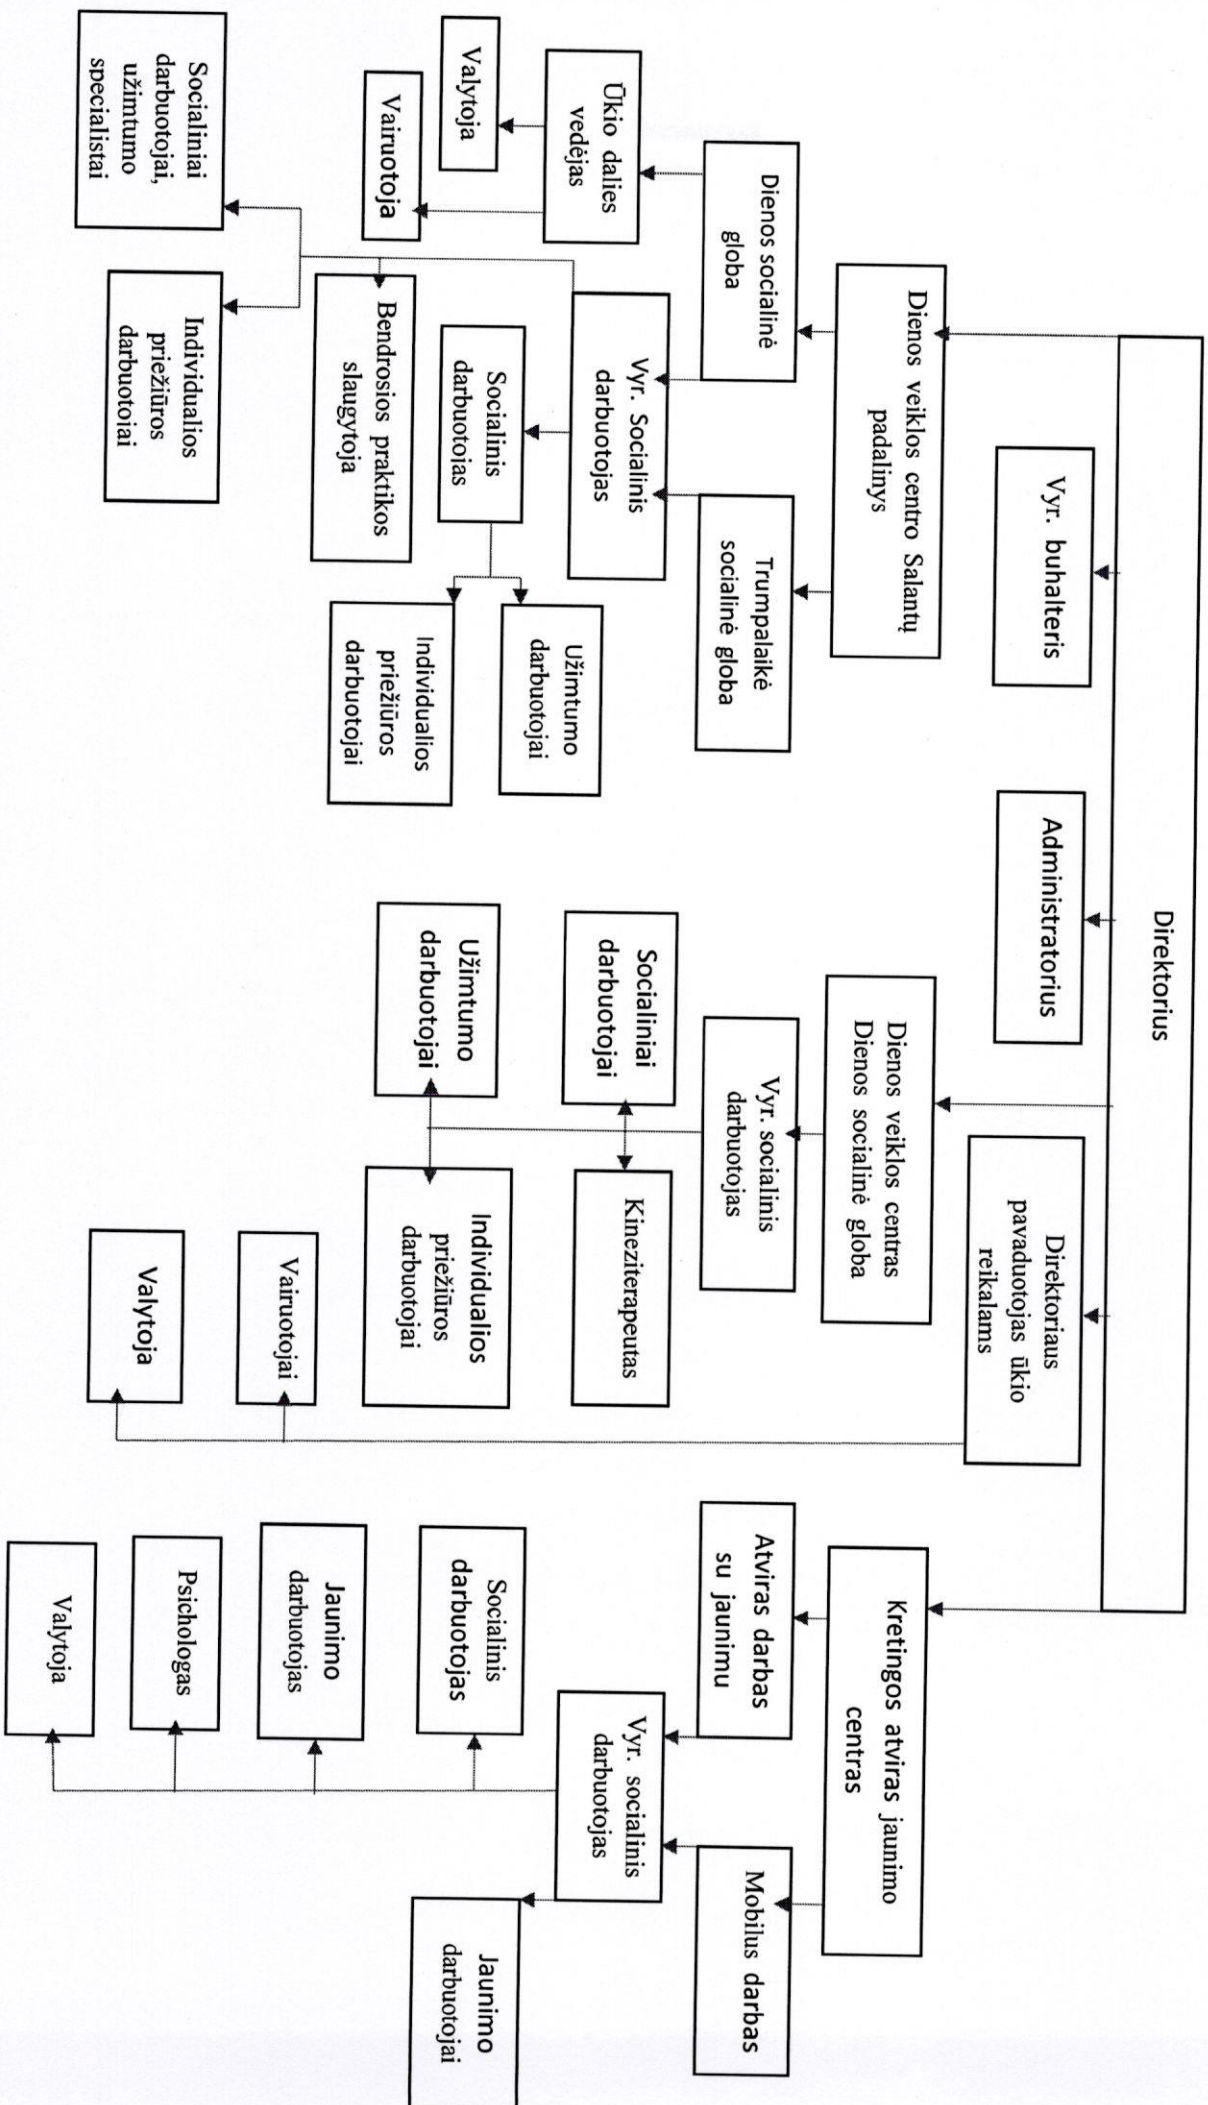 Direktorius
Vyr. buhalteris
Administratorius
Direktoriaus
pavaduotojas ūkio
reikalams
Dienos veiklos centro Salantų
padalinys
Dienos veiklos centras
Dienos socialinė globa
Kretingos atviras jaunimo
centras
Dienos socialinė
globa
Trumpalaikė
socialinė globa
Vyr. socialinis
darbuotojas
Atviras darbas
su jaunimu
Mobilus darbas
Ūkio dalies
vedėjas
Vyr. Socialinis
darbuotojas
Socialiniai
darbuotojai
Kineziterapeutas
Vyr. socialinis
darbuotojas
Valytoja
Vairuotoja
Socialinis
darbuotojas
Užimtumo
darbuotojai
Bendrosios praktikos
slaugytoja
Individualios
priežiūros
darbuotojai
Užimtumo
darbuotojai
Individualios
priežiūros
darbuotojai
Socialinis
darbuotojas
Jaunimo
darbuotojai
Socialiniai
darbuotojai,
užimtumo
specialistai
Individualios
priežiūros
darbuotojai
Vairuotojai
Valytoja
Jaunimo
darbuotojas
Psichologas
Valytoja